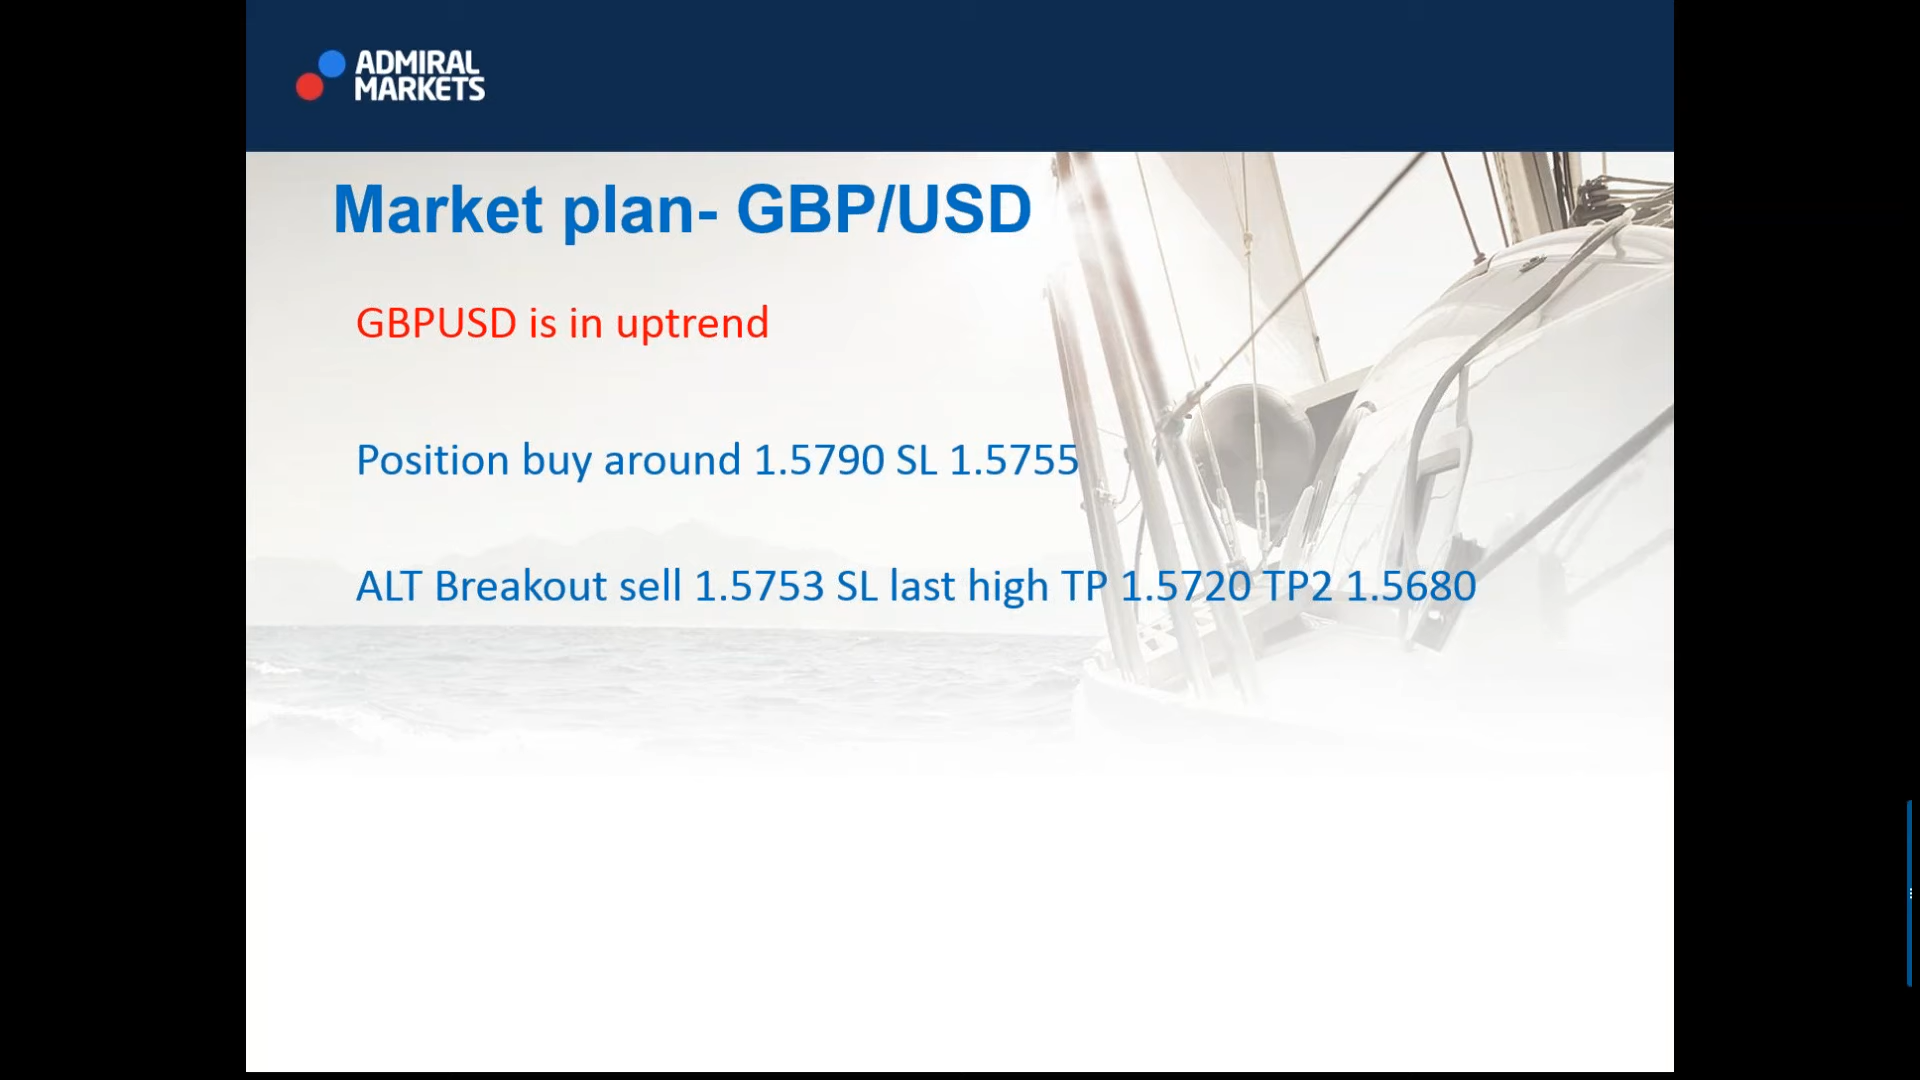 ADMIRAL
MARKETS
Market plan- GBP/USD
GBPUSD is in uptrend
Position buy around 1.5790 SL 1.5755
ALT Breakout sell 1.5753 SL last high TP 1.5720 TP2 1.5680